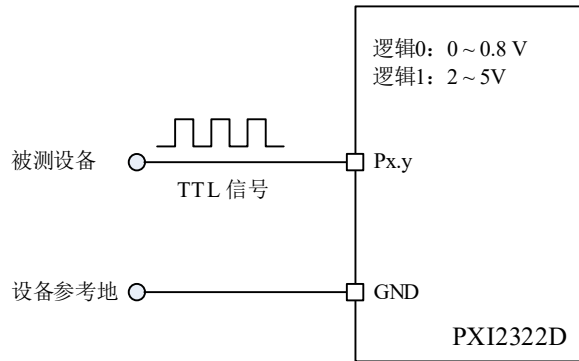 逻辑0：0 ~ 0.8 V
逻辑1：2 ~ 5V
被测设备
Px.y
TTL 信号
设备参考地
GND
PXI2322D